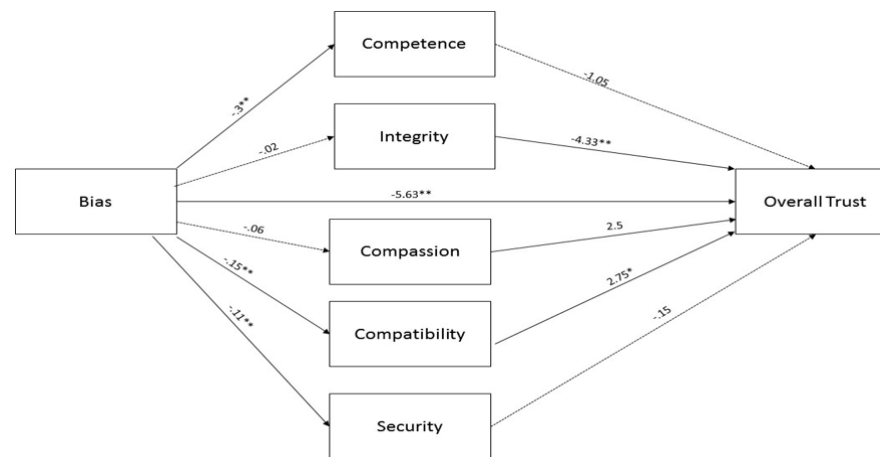 Competence
-.3**
-1.05
Integrity
-.02
-4.33**
Bias
-5.63**
Overall Trust
-.06
Compassion
2.5
-.15**
Compatibility
2.75*
-.11**
Security
-.15